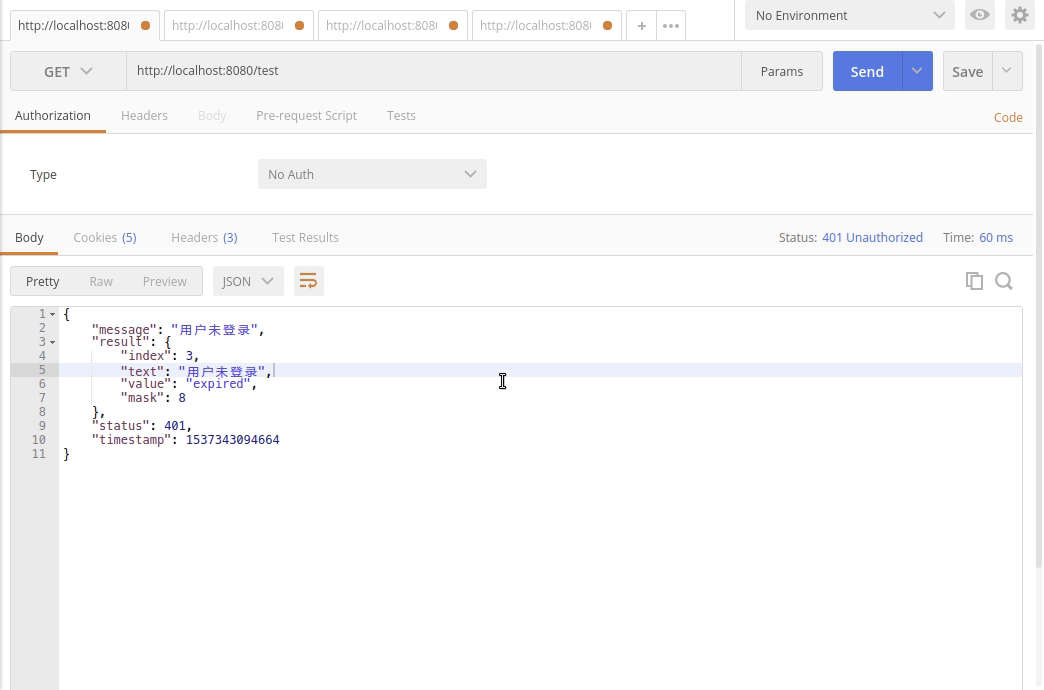 http://localhost:808 http://localhost:808 http://localhost:808 http://localhost:808 + ••• No Environment
GET http://localhost:8080/test Params Send Save
Authorization Headers Body Pre-request Script Tests Code
Type No Auth
Body Cookies (5) Headers (3) Test Results Status: 401 Unauthorized Time: 60 ms
Pretty Raw Preview JSON
1 {
2 "message": "用户未登录",
3 "result": {
4 "index": 3,
5 "text": "用户未登录",
6 "value": "expired",
7 "mask": 8
8 },
9 "status": 401,
10 "timestamp": 1537343094664
11 }